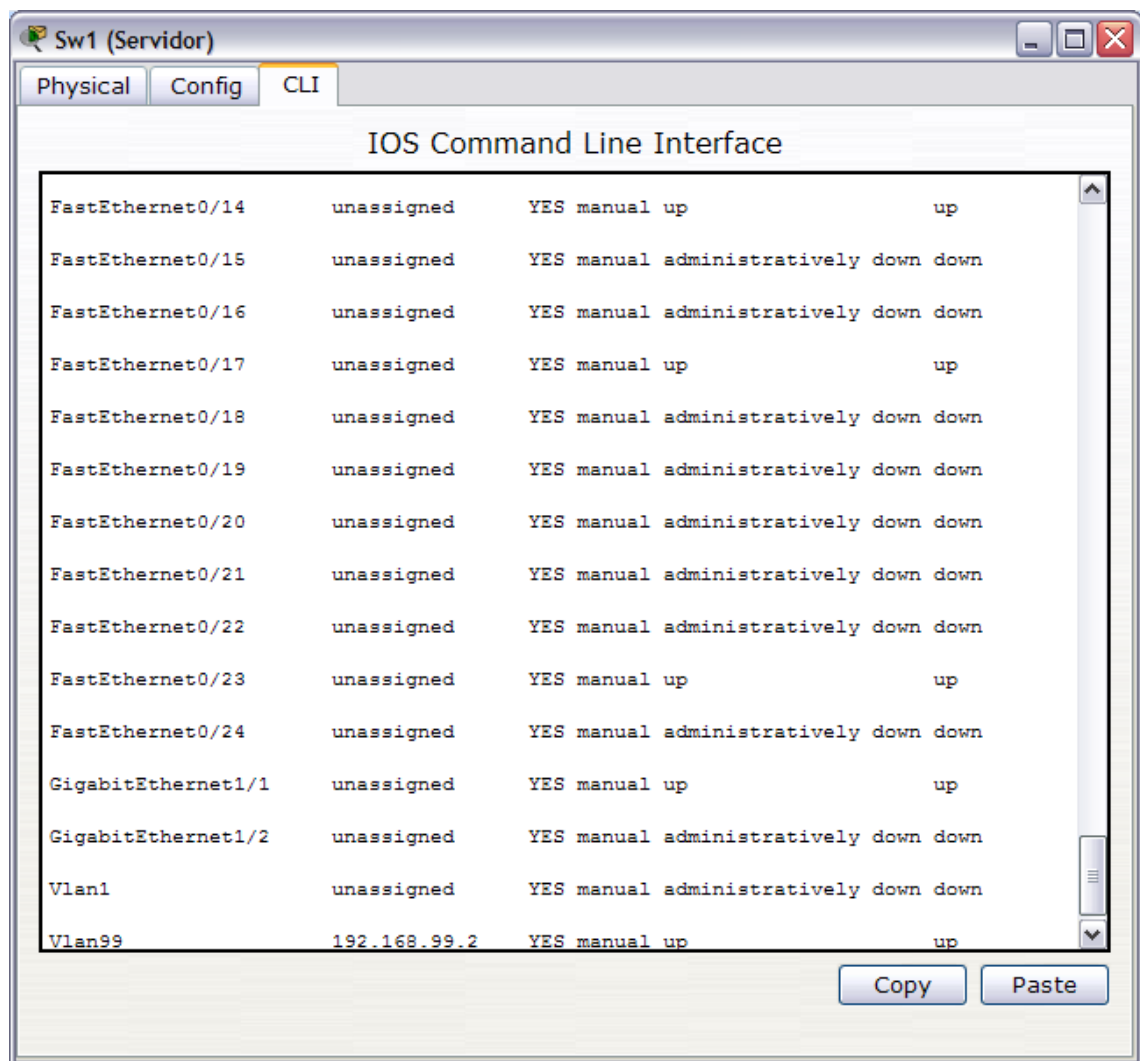 Sw1 (Servidor)
Physical Config CLI
IOS Command Line Interface
FastEthernet0/14 unassigned YES manual up up
FastEthernet0/15 unassigned YES manual administratively down down
FastEthernet0/16 unassigned YES manual administratively down down
FastEthernet0/17 unassigned YES manual up up
FastEthernet0/18 unassigned YES manual administratively down down
FastEthernet0/19 unassigned YES manual administratively down down
FastEthernet0/20 unassigned YES manual administratively down down
FastEthernet0/21 unassigned YES manual administratively down down
FastEthernet0/22 unassigned YES manual administratively down down
FastEthernet0/23 unassigned YES manual up up
FastEthernet0/24 unassigned YES manual administratively down down
GigabitEthernet1/1 unassigned YES manual up up
GigabitEthernet1/2 unassigned YES manual administratively down down
Vlan1 unassigned YES manual administratively down down
Vlan99 192.168.99.2 YES manual up up
Copy Paste